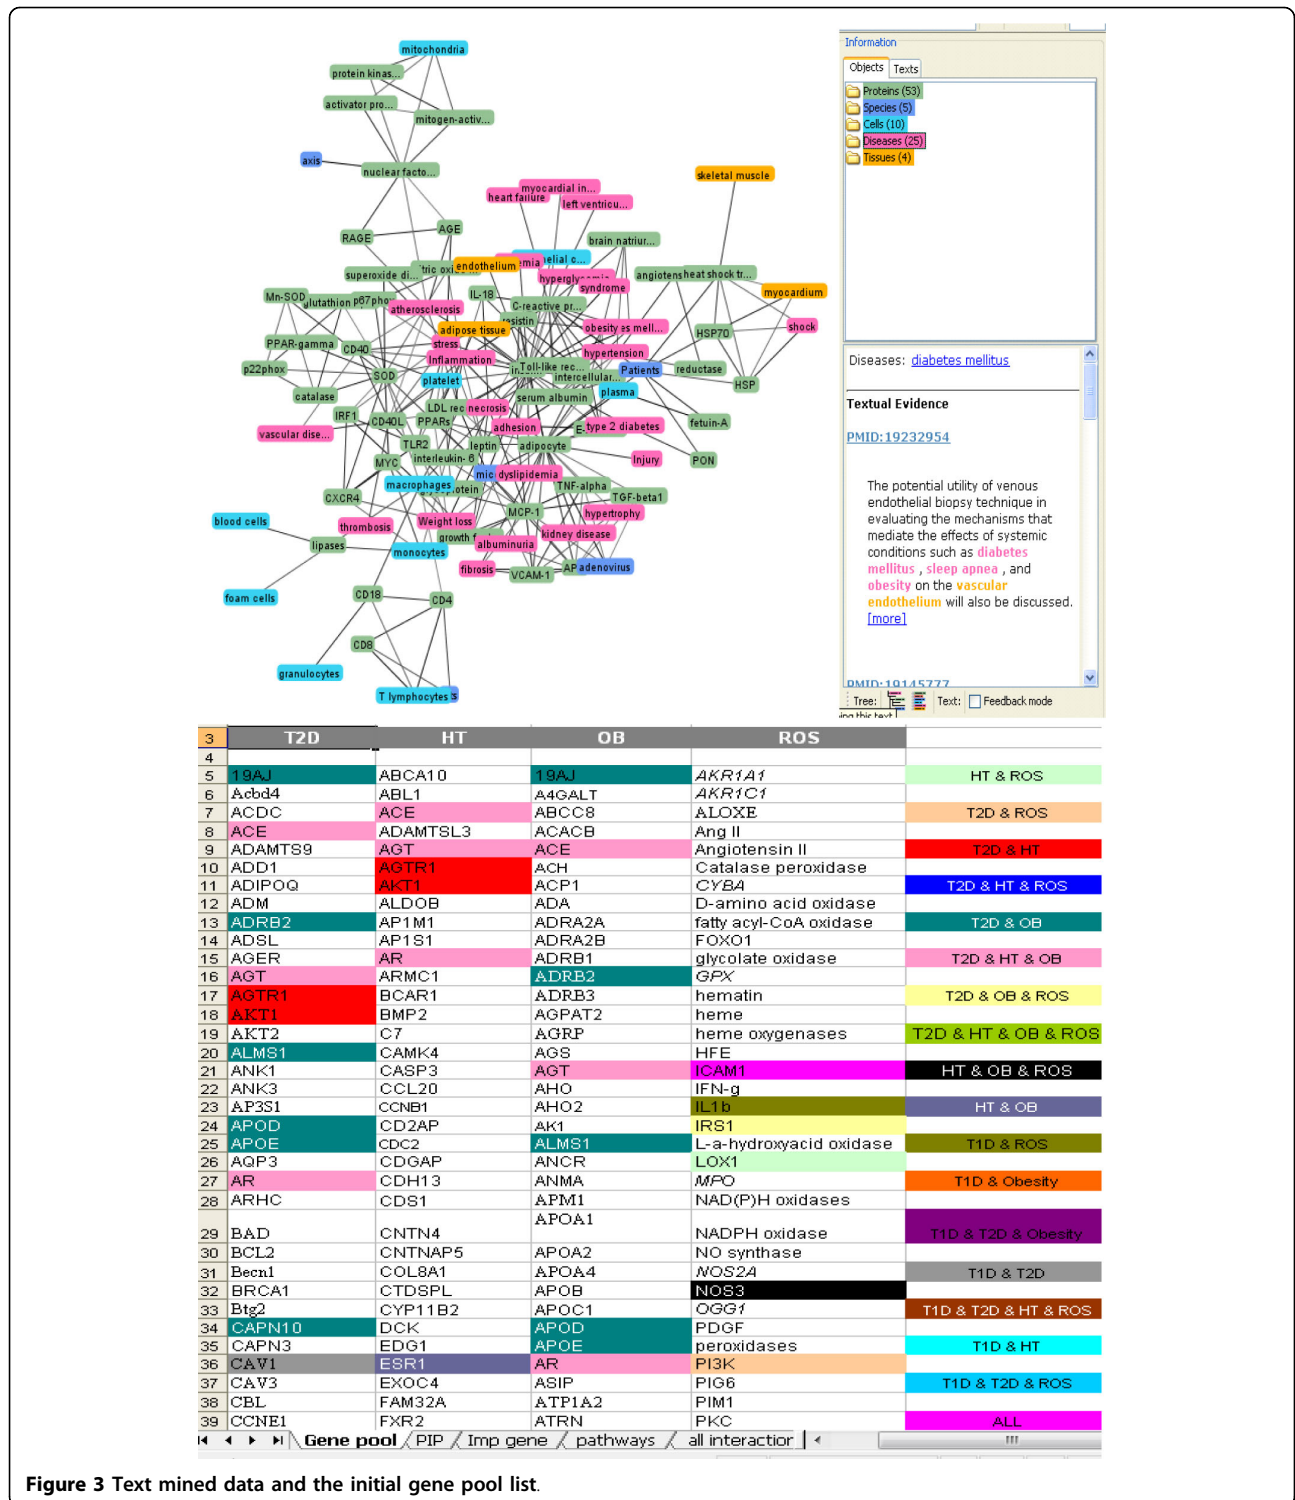 mitochondria
protein kinas...
activator pro...
mitogen-activ...
axis
nuclear facto...
skeletal muscle
myocardial in...
heart failure
left ventricu...
RAGE
AGE
brain natriur...
superoxide di...
endothelium
hyperglycemia
syndrome
angiotens
heat shock tr...
myocardium
Mn-SOD
glutathion
p67phox
IL-18
C-reactive pr...
atherosclerosis
resistin
adipose tissue
obesity
es mell...
HSP70
shock
PPAR-gamma
CD40
stress
Inflammation
hypertension
p22phox
SOD
platelet
Toll-like rec...
intercellular...
Patients
reductase
HSP
catalase
plasma
serum albumin
IRF1
CD40L
LDL rec
PPARs
necrosis
adhesion
type 2 diabetes
fetuin-A
vascular dise...
TLR2
leptin
adipocyte
MYC
interleukin- 6
Injury
PON
macrophages
dyslipidemia
TNF-alpha
CXCR4
TGF-beta1
blood cells
thrombosis
Weight loss
MCP-1
hypertrophy
lipases
albuminuria
kidney disease
monocytes
fibrosis
VCAM-1
adenovirus
foam cells
CD18
CD4
CD8
granulocytes
T lymphocytes
Information
Objects Texts
Proteins (53)
Species (5)
Cells (10)
Diseases (25)
Tissues (4)
Diseases: diabetes mellitus
Textual Evidence
PMID:19232954
The potential utility of venous
endothelial biopsy technique in
evaluating the mechanisms that
mediate the effects of systemic
conditions such as diabetes
mellitus , sleep apnea , and
obesity on the vascular
endothelium will also be discussed.
[more]
PMID:19145777
Tree: Text: Feedback mode
ing this text
3 T2D HT OB ROS
4
5 19AJ ABCA10 19AJ AKR1A1 HT & ROS
6 Acbd4 ABL1 A4GALT AKR1C1
7 ACDC ACE ABCC8 ALOXE T2D & ROS
8 ACE ADAMTSL3 ACACB Ang II
9 ADAMTS9 AGT ACE Angiotensin II T2D & HT
10 ADD1 AGTR1 ACH Catalase peroxidase
11 ADIPOQ AKT1 ACP1 CYBA T2D & HT & ROS
12 ADM ALDOB ADA D-amino acid oxidase
13 ADRB2 AP1M1 ADRA2A fatty acyl-CoA oxidase T2D & OB
14 ADSL AP1S1 ADRA2B FOXO1
15 AGER AR ADRB1 glycolate oxidase T2D & HT & OB
16 AGT ARMC1 ADRB2 GPX
17 AGTR1 BCAR1 ADRB3 hematin T2D & OB & ROS
18 AKT1 BMP2 AGPAT2 heme
19 AKT2 C7 AGRP heme oxygenases T2D & HT & OB & ROS
20 ALMS1 CAMK4 AGS HFE
21 ANK1 CASP3 AGT ICAM1 HT & OB & ROS
22 ANK3 CCL20 AHO IFN-g
23 AP3S1 CCNB1 AHO2 IL1b HT & OB
24 APOD CD2AP AK1 IRS1
25 APOE CDC2 ALMS1 L-a-hydroxyacid oxidase T1D & ROS
26 AQP3 CDGAP ANCR LOX1
27 AR CDH13 ANMA MPO T1D & Obesity
28 ARHC CDS1 APM1 NAD(P)H oxidases
29 BAD CNTN4 APOA1 NADPH oxidase T1D & T2D & Obesity
30 BCL2 CNTNAP5 APOA2 NO synthase
31 Becn1 COL8A1 APOA4 NOS2A T1D & T2D
32 BRCA1 CTDSPL APOB NOS3
33 Btg2 CYP11B2 APOC1 OGG1 T1D & T2D & HT & ROS
34 CAPN10 DCK APOD PDGF
35 CAPN3 EDG1 APOE peroxidases T1D & HT
36 CAV1 ESR1 AR PI3K
37 CAV3 EXOC4 ASIP PIG6 T1D & T2D & ROS
38 CBL FAM32A ATP1A2 PIM1
39 CCNE1 FXR2 ATRN PKC ALL
Gene pool / PIP / Imp gene / pathways / all interaction
Figure 3 Text mined data and the initial gene pool list.